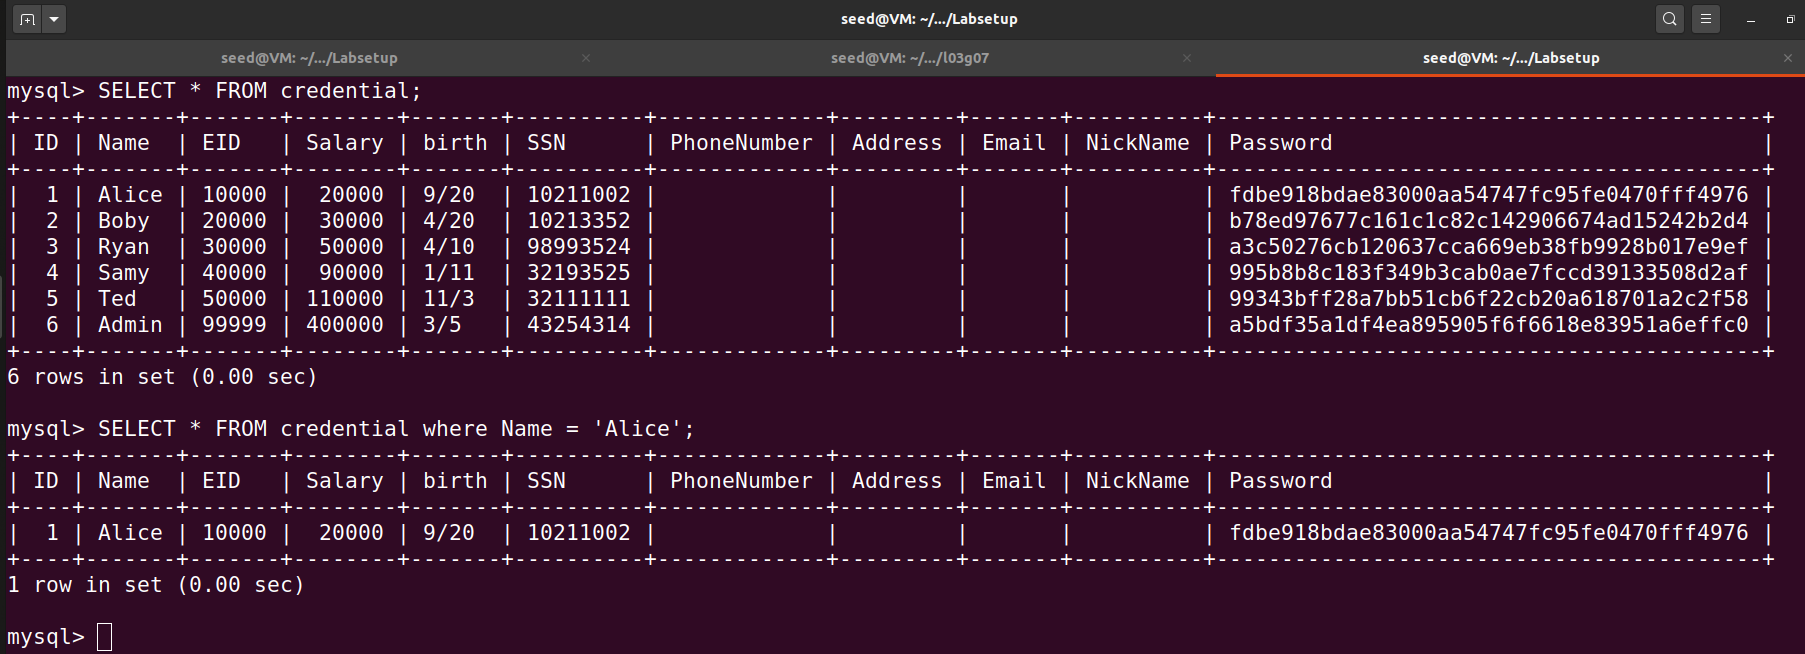 seed@VM: ~/.../Labsetup
seed@VM: ~/.../Labsetup × seed@VM: ~/.../l03g07 × seed@VM: ~/.../Labsetup ×
mysql> SELECT * FROM credential;
+----+-------+-------+--------+-------+----------+-------------+---------+-------+----------+------------------------------------------+
| ID | Name  | EID   | Salary | birth | SSN      | PhoneNumber | Address | Email | NickName | Password                                 |
+----+-------+-------+--------+-------+----------+-------------+---------+-------+----------+------------------------------------------+
|  1 | Alice | 10000 |  20000 | 9/20  | 10211002 |             |         |       |          | fdbe918bdae83000aa54747fc95fe0470fff4976 |
|  2 | Boby  | 20000 |  30000 | 4/20  | 10213352 |             |         |       |          | b78ed97677c161c1c82c142906674ad15242b2d4 |
|  3 | Ryan  | 30000 |  50000 | 4/10  | 98993524 |             |         |       |          | a3c50276cb120637cca669eb38fb9928b017e9ef |
|  4 | Samy  | 40000 |  90000 | 1/11  | 32193525 |             |         |       |          | 995b8b8c183f349b3cab0ae7fccd39133508d2af |
|  5 | Ted   | 50000 | 110000 | 11/3  | 32111111 |             |         |       |          | 99343bff28a7bb51cb6f22cb20a618701a2c2f58 |
|  6 | Admin | 99999 | 400000 | 3/5   | 43254314 |             |         |       |          | a5bdf35a1df4ea895905f6f6618e83951a6effc0 |
+----+-------+-------+--------+-------+----------+-------------+---------+-------+----------+------------------------------------------+
6 rows in set (0.00 sec)
mysql> SELECT * FROM credential where Name = 'Alice';
+----+-------+-------+--------+-------+----------+-------------+---------+-------+----------+------------------------------------------+
| ID | Name  | EID   | Salary | birth | SSN      | PhoneNumber | Address | Email | NickName | Password                                 |
+----+-------+-------+--------+-------+----------+-------------+---------+-------+----------+------------------------------------------+
|  1 | Alice | 10000 |  20000 | 9/20  | 10211002 |             |         |       |          | fdbe918bdae83000aa54747fc95fe0470fff4976 |
+----+-------+-------+--------+-------+----------+-------------+---------+-------+----------+------------------------------------------+
1 row in set (0.00 sec)
mysql>